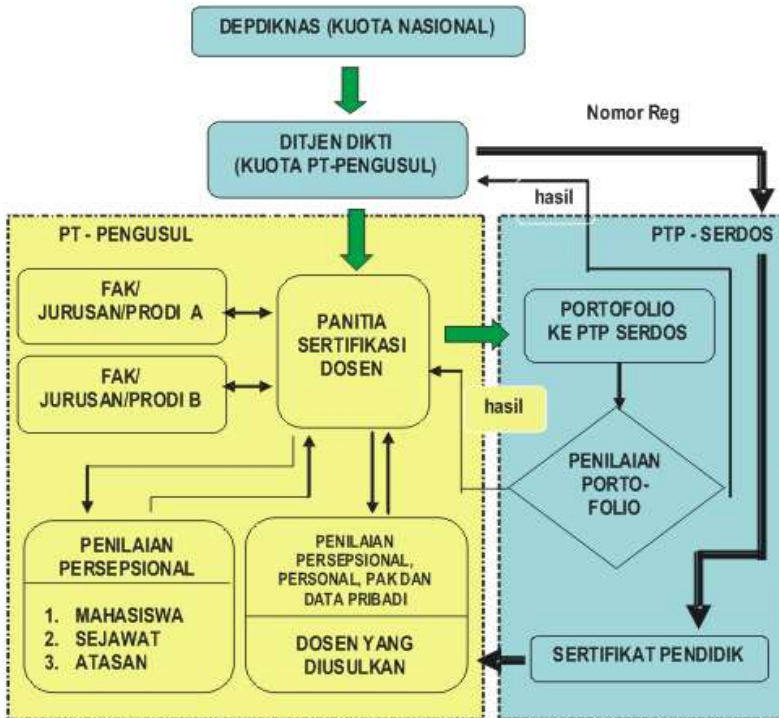 DEPDIKNAS (KUOTA NASIONAL)
Nomor Reg
DITJEN DIKTI
(KUOTA PT-PENGUSUL)
hasil
PT - PENGUSUL
PTP - SERDOS
FAK/
JURUSAN/PRODI A
PANITIA
SERTIFIKASI
DOSEN
PORTOFOLIO
KE PTP SERDOS
FAK/
JURUSAN/PRODI B
hasil
PENILAIAN
PORTO-
FOLIO
PENILAIAN
PERSEPSIONAL
1. MAHASISWA
2. SEJAWAT
3. ATASAN
PENILAIAN
PERSEPSIONAL,
PERSONAL, PAK DAN
DATA PRIBADI
DOSEN YANG
DIUSULKAN
SERTIFIKAT PENDIDIK